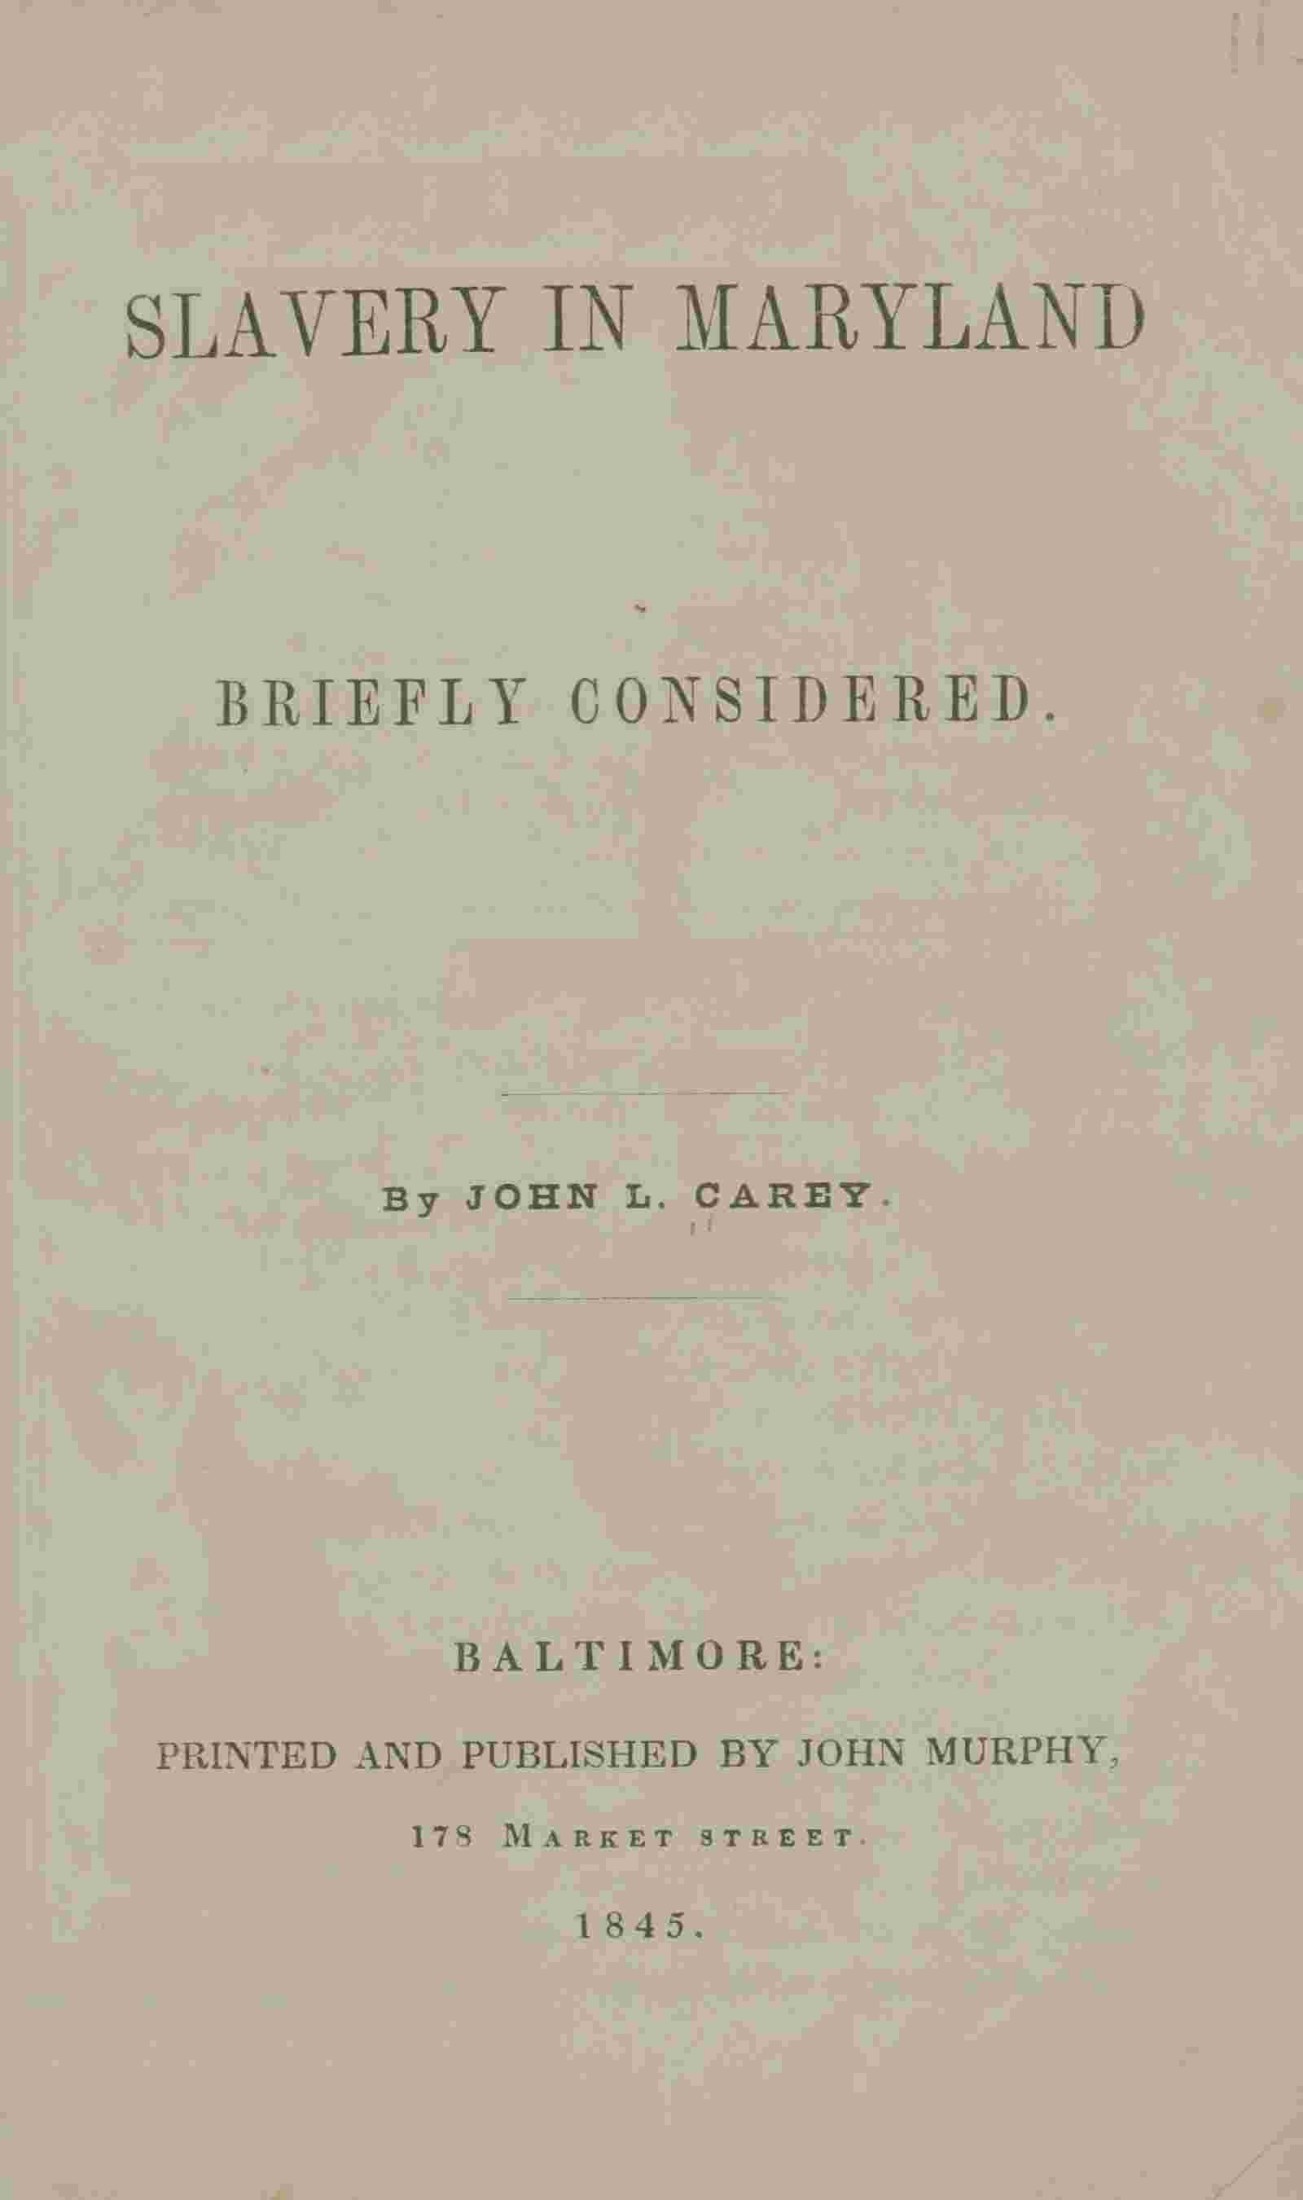 SLAVERY IN MARYLAND
BRIEFLY CONSIDERED.
By JOHN L. CAREY.
BALTIMORE:
PRINTED AND PUBLISHED BY JOHN MURPHY,
178 MARKET STREET.
1845.